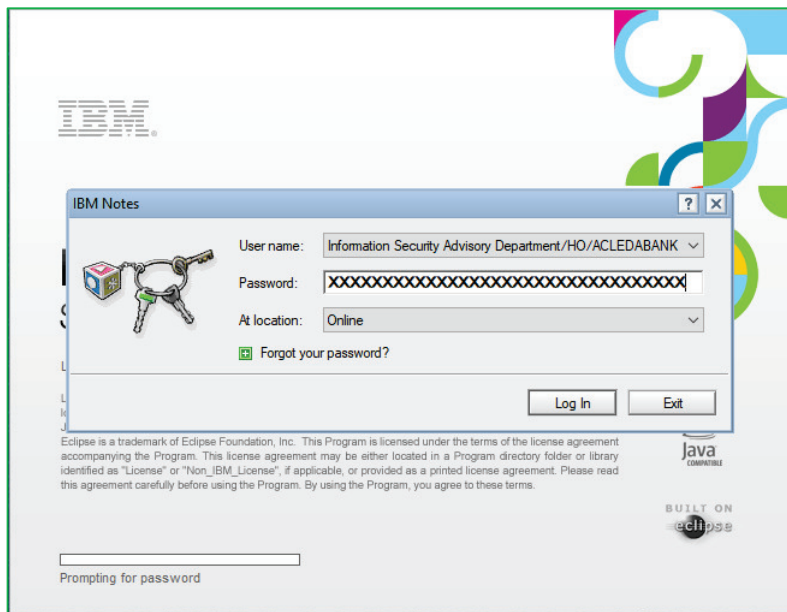 IBM.
IBM Notes
User name: Information Security Advisory Department/HO/ACLEDABANK
Password: XXXXXXXXXXXXXXXXXXXXXXXXXXXXXXXXX
At location: Online
Forgot your password?
Log In Exit
Eclipse is a trademark of Eclipse Foundation, Inc. This Program is licensed under the terms of the license agreement
accompanying the Program. This license agreement may be either located in a Program directory folder or library
identified as "License" or "Non_IBM_License", if applicable, or provided as a printed license agreement. Please read
this agreement carefully before using the Program. By using the Program, you agree to these terms.
Java
COMPATIBLE
BUILT ON
eclipse
Prompting for password